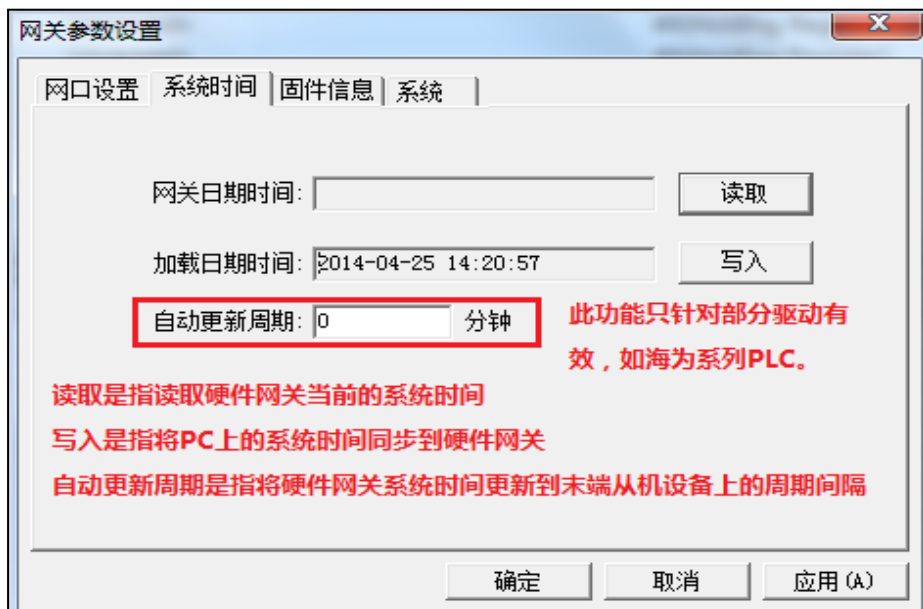 网关参数设置
网口设置 系统时间 固件信息 系统
网关日期时间: 读取
加载日期时间: 2014-04-25 14:20:57 写入
自动更新周期: 0 分钟
此功能只针对部分驱动有
效，如海为系列PLC。
读取是指读取硬件网关当前的系统时间
写入是指将PC上的系统时间同步到硬件网关
自动更新周期是指将硬件网关系统时间更新到末端从机设备上的周期间隔
确定 取消 应用(A)